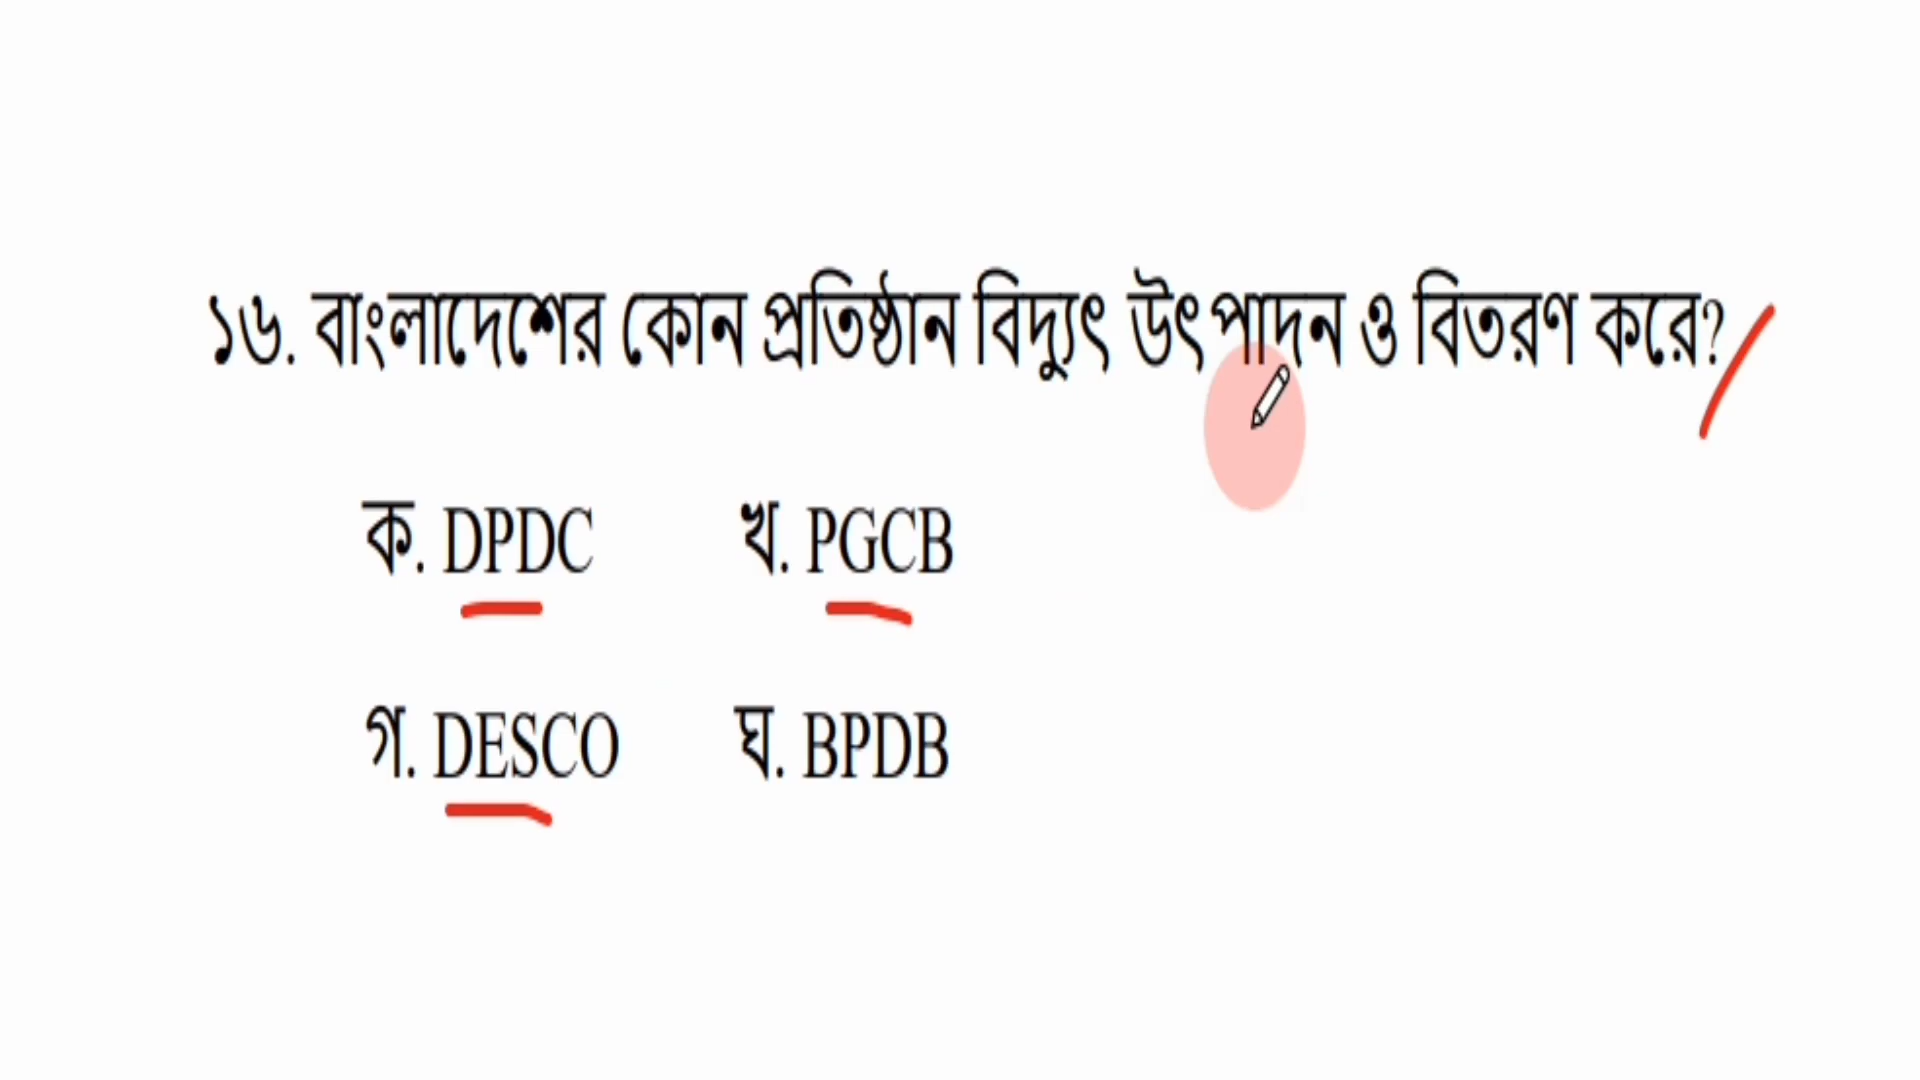 ১৬. বাংলাদেশের কোন প্রতিষ্ঠান বিদ্যুৎ উৎপাদন ও বিতরণ করে?
ক. DPDC খ. PGCB
গ. DESCO ঘ. BPDB